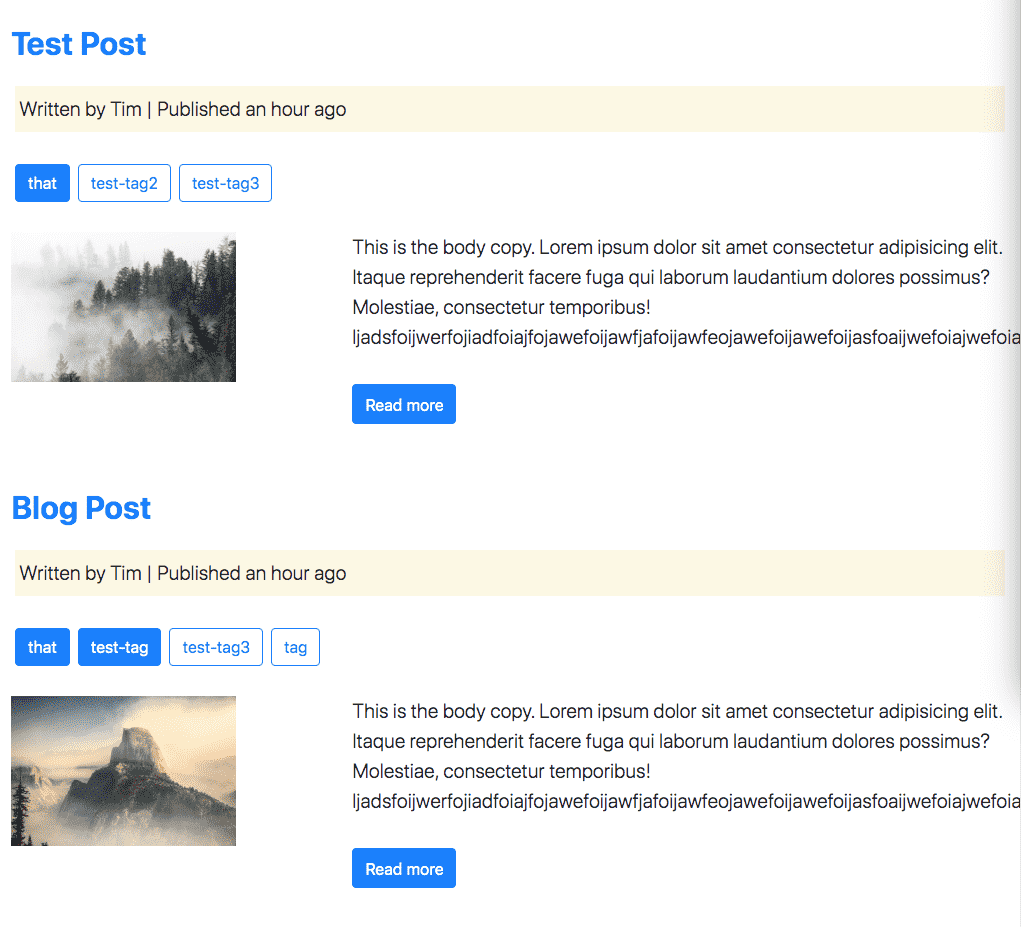 Test Post
Written by Tim | Published an hour ago
that test-tag2 test-tag3
This is the body copy. Lorem ipsum dolor sit amet consectetur adipisicing elit.
Itaque reprehenderit facere fuga qui laborum laudantium dolores possimus?
Molestiae, consectetur temporibus!
ljadsfoijwerfojiadfoiajfojawefoijawfjafoijawfeojawefoijawefoijasfoaijwefoiajwefoia
Read more
Blog Post
Written by Tim | Published an hour ago
that test-tag test-tag3 tag
This is the body copy. Lorem ipsum dolor sit amet consectetur adipisicing elit.
Itaque reprehenderit facere fuga qui laborum laudantium dolores possimus?
Molestiae, consectetur temporibus!
ljadsfoijwerfojiadfoiajfojawefoijawfjafoijawfeojawefoijawefoijasfoaijwefoiajwefoia
Read more